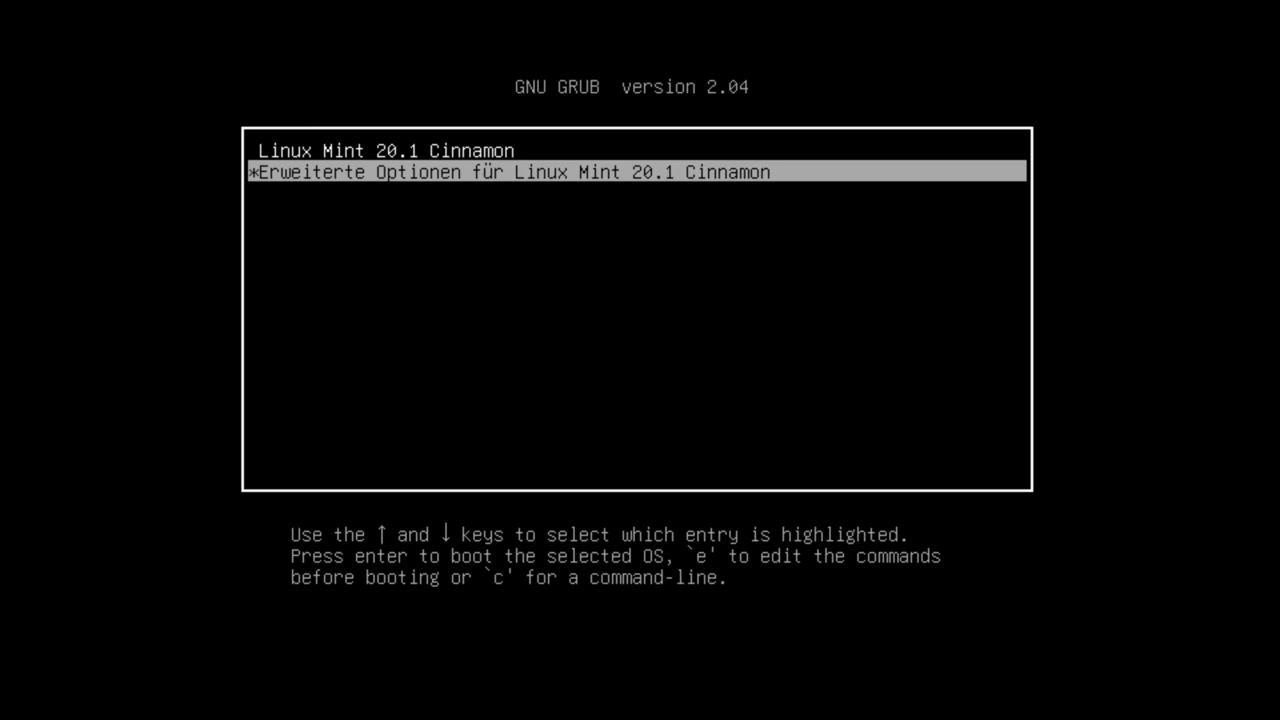 GNU GRUB  version 2.04
Linux Mint 20.1 Cinnamon
*Erweiterte Optionen für Linux Mint 20.1 Cinnamon
Use the ↑ and ↓ keys to select which entry is highlighted.
Press enter to boot the selected OS, `e' to edit the commands
before booting or `c' for a command-line.